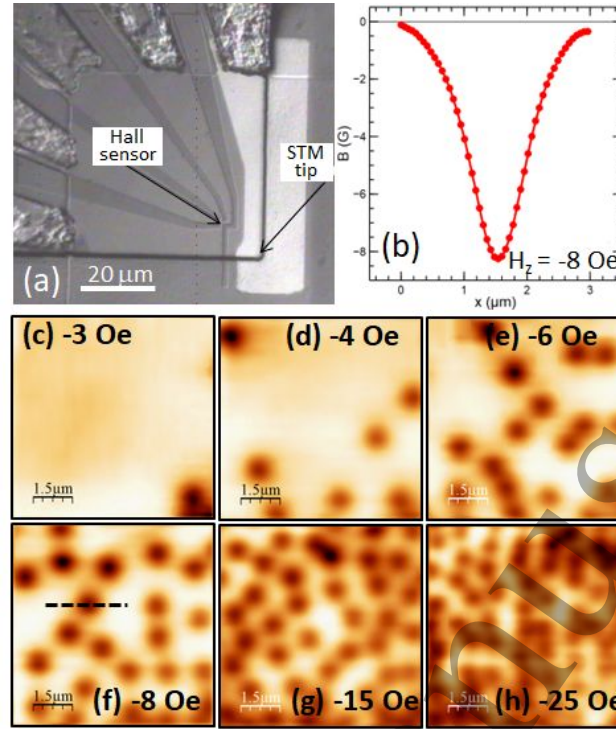 Hall
sensor
STM
tip
(a)
20 μm
0
-2
-4
-6
-8
B (G)
(b)
H_z = -8 Oe
0 1 2 3
x (μm)
(c) -3 Oe
1.5μm
(d) -4 Oe
1.5μm
(e) -6 Oe
1.5μm
1.5μm
(f) -8 Oe
1.5μm
(g) -15 Oe
1.5μm
(h) -25 Oe